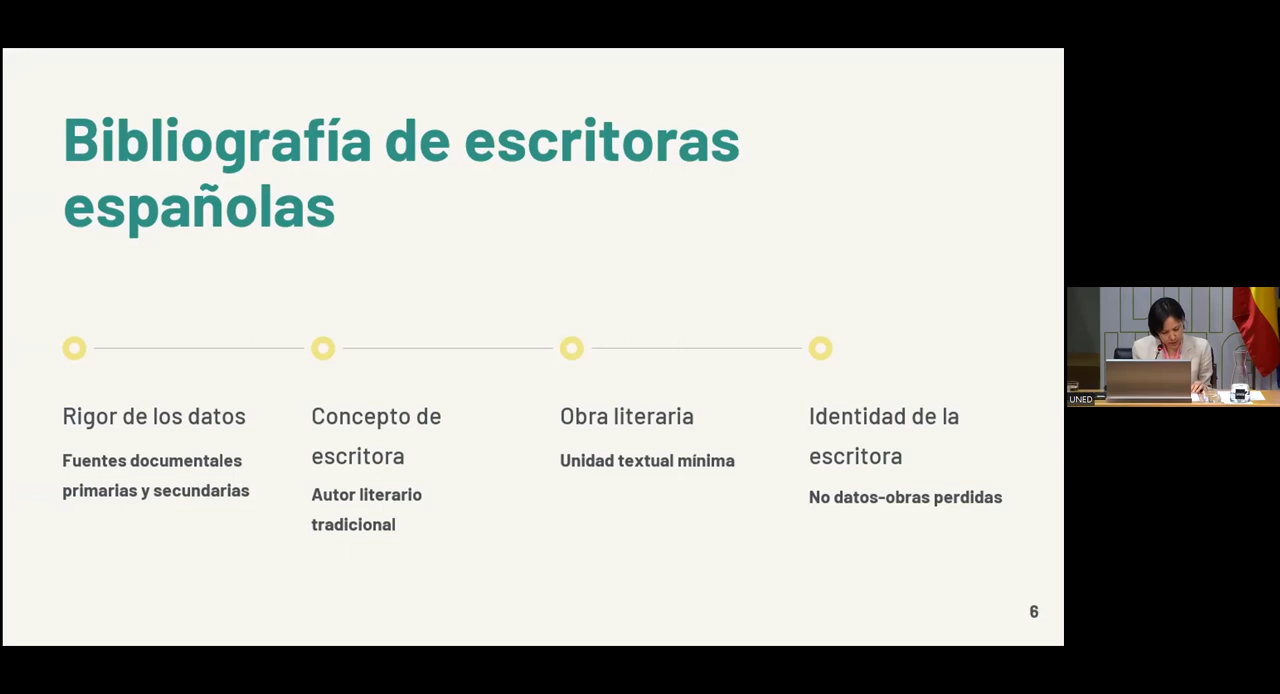 Bibliografía de escritoras
españolas
Rigor de los datos
Fuentes documentales
primarias y secundarias
Concepto de
escritora
Autor literario
tradicional
Obra literaria
Unidad textual mínima
Identidad de la
escritora
No datos-obras perdidas
6
UNED